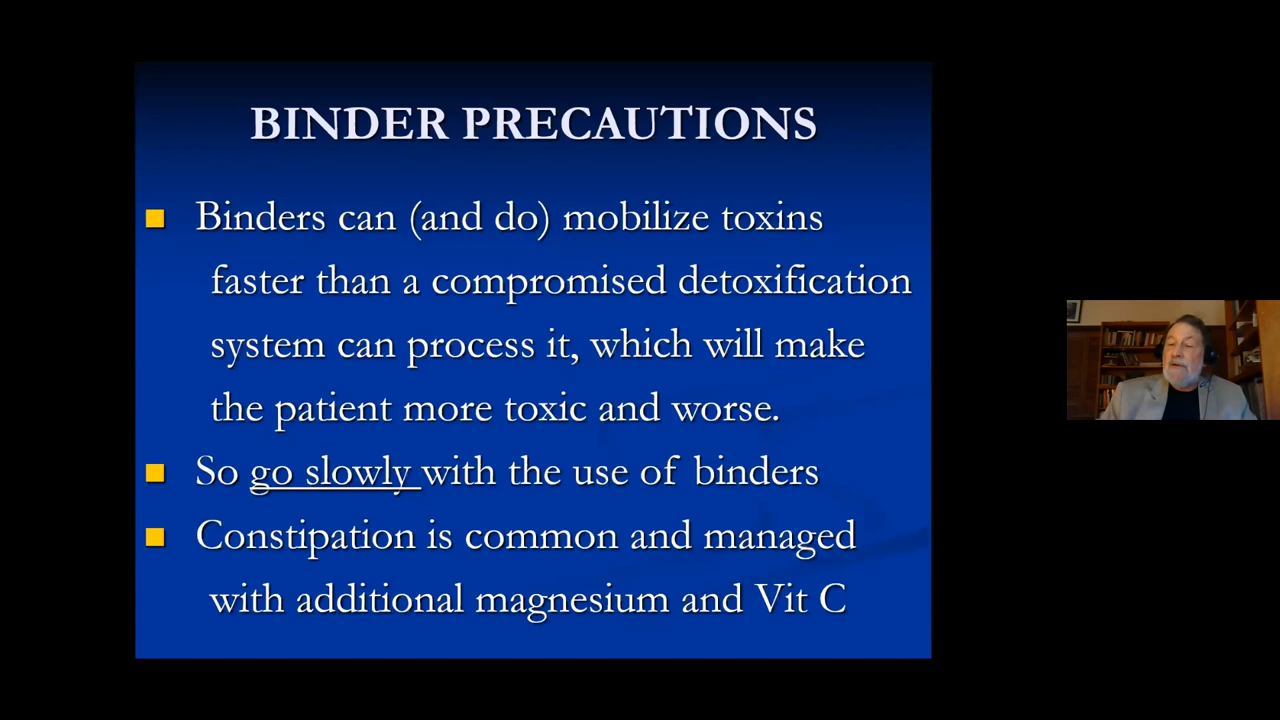 BINDER PRECAUTIONS
Binders can (and do) mobilize toxins
faster than a compromised detoxification
system can process it, which will make
the patient more toxic and worse.
So go slowly with the use of binders
Constipation is common and managed
with additional magnesium and Vit C